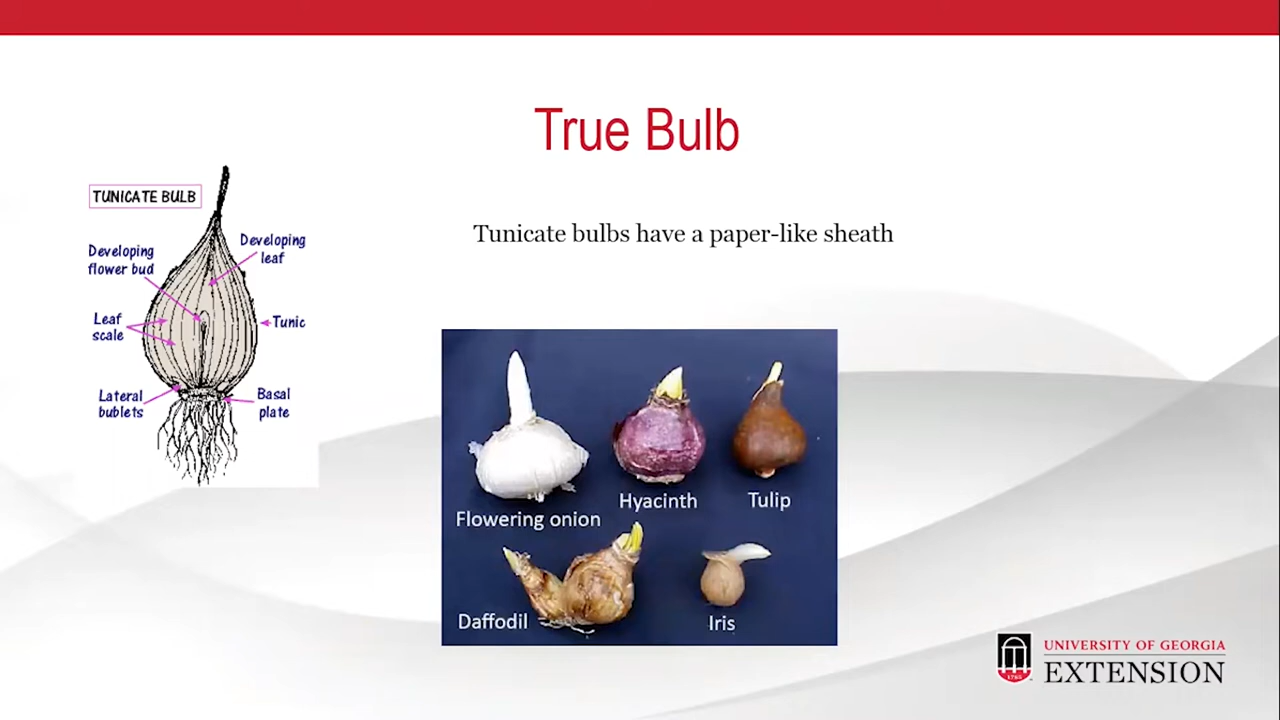 True Bulb
TUNICATE BULB
Tunicate bulbs have a paper-like sheath
Developing
flower bud
Developing
leaf
Leaf
scale
Tunic
Lateral
bublets
Basal
plate
Flowering onion
Hyacinth
Tulip
Daffodil
Iris
UNIVERSITY OF GEORGIA
EXTENSION
1785